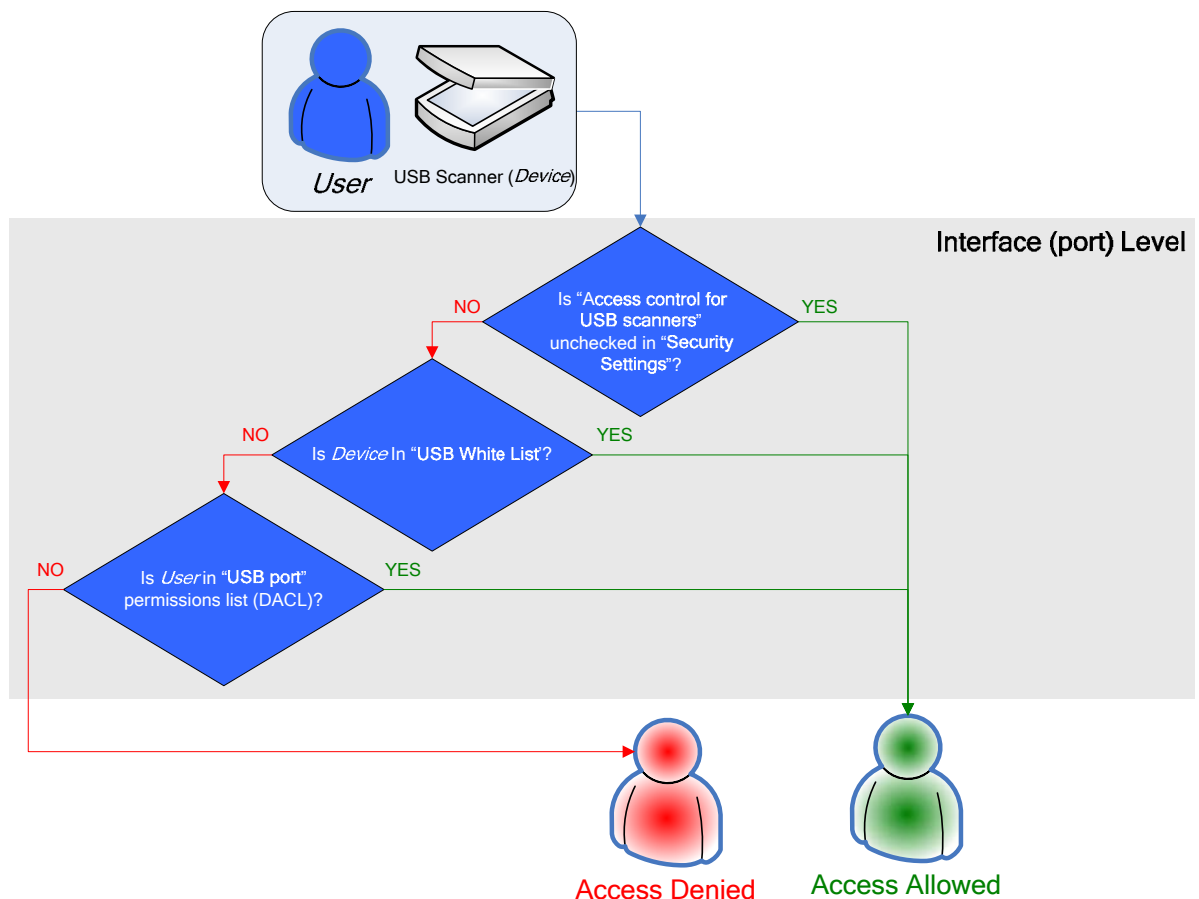 User
USB Scanner (Device)
Interface (port) Level
Is “Access control for
USB scanners”
unchecked in “Security
Settings”?
NO
YES
Is Device In “USB White List’?
NO
YES
Is User in “USB port”
permissions list (DACL)?
NO
YES
Access Denied
Access Allowed